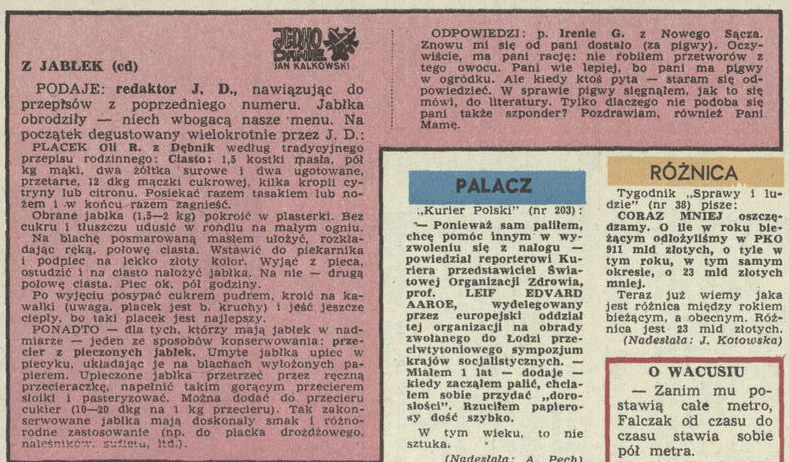 JEDNO
DANIE
JAN KALKOWSKI
Z JABŁEK (cd)
PODAJE: redaktor J. D., nawiązując do
przepisów z poprzedniego numeru. Jabłka
obrodziły — niech wbogacą nasze menu. Na
początek degustowany wielokrotnie przez J. D.:
PLACEK Oli R. z Dębnik według tradycyjnego
przepisu rodzinnego: Ciasto: 1,5 kostki masła, pół
kg mąki, dwa żółtka surowe i dwa ugotowane,
przetarte, 12 dkg mączki cukrowej, kilka kropli cy-
tryny lub citronu. Posiekać razem tasakiem lub no-
żem i w końcu razem zagnieść.
Obrane jabłka (1,5—2 kg) pokroić w plasterki. Bez
cukru i tłuszczu udusić w rondlu na małym ogniu.
Na blachę posmarowaną masłem ułożyć, rozkła-
dając ręką, połowę ciasta. Wstawić do piekarnika
i podpiec na lekko złoty kolor. Wyjąć z pieca,
ostudzić i na ciasto nałożyć jabłka. Na nie — drugą
połowę ciasta. Piec ok. pół godziny.
Po wyjęciu posypać cukrem pudrem, kroić na ka-
wałki (uwaga, placek jest b. kruchy) i jeść jeszcze
ciepły, bo taki placek jest najlepszy.
PONADTO — dla tych, którzy mają jabłek w nad-
miarze — jeden ze sposobów konserwowania: prze-
cier z pieczonych jabłek. Umyte jabłka upiec w
piecyku, układając je na blachach wyłożonych pa-
pierem. Upieczone jabłka przetrzeć przez ręczną
przecieraczkę, napełnić takim gorącym przecierem
słoiki i pasteryzować. Można dodać do przecieru
cukier (10—20 dkg na 1 kg przecieru). Tak zakon-
serwowane jabłka mają doskonały smak i różno-
rodne zastosowanie (np. do placka drożdżowego,
naleśników, sufletu, itd.).
ODPOWIEDZI: p. Irenie G. z Nowego Sącza.
Znowu mi się od pani dostało (za pigwy). Oczy-
wiście, ma pani rację: nie robiłem przetworów z
tego owocu. Pani wie lepiej, bo pani ma pigwy
w ogródku. Ale kiedy ktoś pyta — staram się od-
powiedzieć. W sprawie pigwy sięgnąłem, jak to się
mówi, do literatury. Tylko dlaczego nie podoba się
pani także szponder? Pozdrawiam, również Pani
Mamę.
PALACZ
„Kurier Polski" (nr 203):
— Ponieważ sam paliłem,
chcę pomóc innym w wy-
zwoleniu się z nałogu —
powiedział reporterowi Ku-
riera przedstawiciel Świa-
towej Organizacji Zdrowia,
prof. LEIF EDVARD
AAROE, wydelegowany
przez europejski oddział
tej organizacji na obrady
zwołanego do Łodzi prze-
ciwtytoniowego sympozjum
krajów socjalistycznych. —
Miałem 1 lat — dodaje —
kiedy zacząłem palić, chcia-
łem sobie przydać „doro-
słości". Rzuciłem papiero-
sy dość szybko.
W tym wieku, to nie
sztuka.
(Nadesłała: A. Pech)
RÓŻNICA
Tygodnik „Sprawy i lu-
dzie" (nr 38) pisze:
CORAZ MNIEJ oszczę-
dzamy. O ile w roku bie-
żącym odłożyliśmy w PKO
911 mld złotych, o tyle w
tym roku, w tym samym
okresie, o 23 mld złotych
mniej.
Teraz już wiemy jaka
jest różnica między rokiem
bieżącym, a obecnym. Róż-
nica jest 23 mld złotych.
(Nadesłała: J. Kotowska)
O WACUSIU
— Zanim mu po-
stawią całe metro,
Falczak od czasu do
czasu stawia sobie
pół metra.